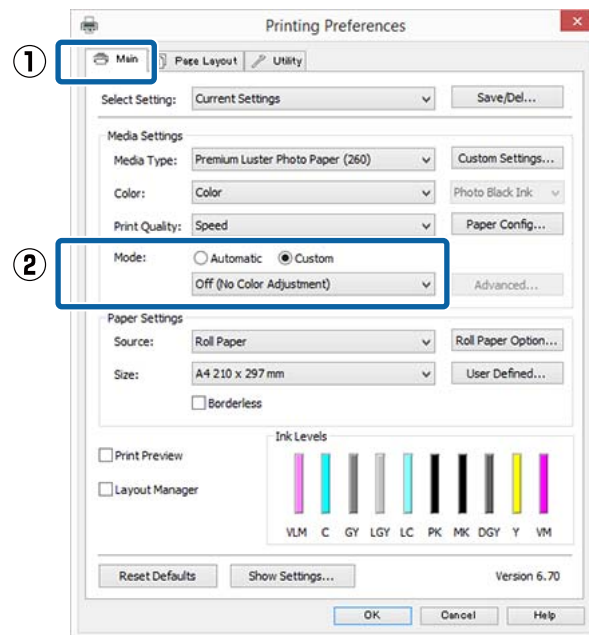 Printing Preferences
①
Main Page Layout Utility
Select Setting: Current Settings Save/Del...
Media Settings
Media Type: Premium Luster Photo Paper (260) Custom Settings...
Color: Color Photo Black Ink
Print Quality: Speed Paper Config...
②
Mode: Automatic Custom
Off (No Color Adjustment) Advanced...
Paper Settings
Source: Roll Paper Roll Paper Option...
Size: A4 210 x 297 mm User Defined...
Borderless
Ink Levels
Print Preview
Layout Manager
VLM C GY LGY LC PK MK DGY Y VM
Reset Defaults Show Settings... Version 6.70
OK Cancel Help